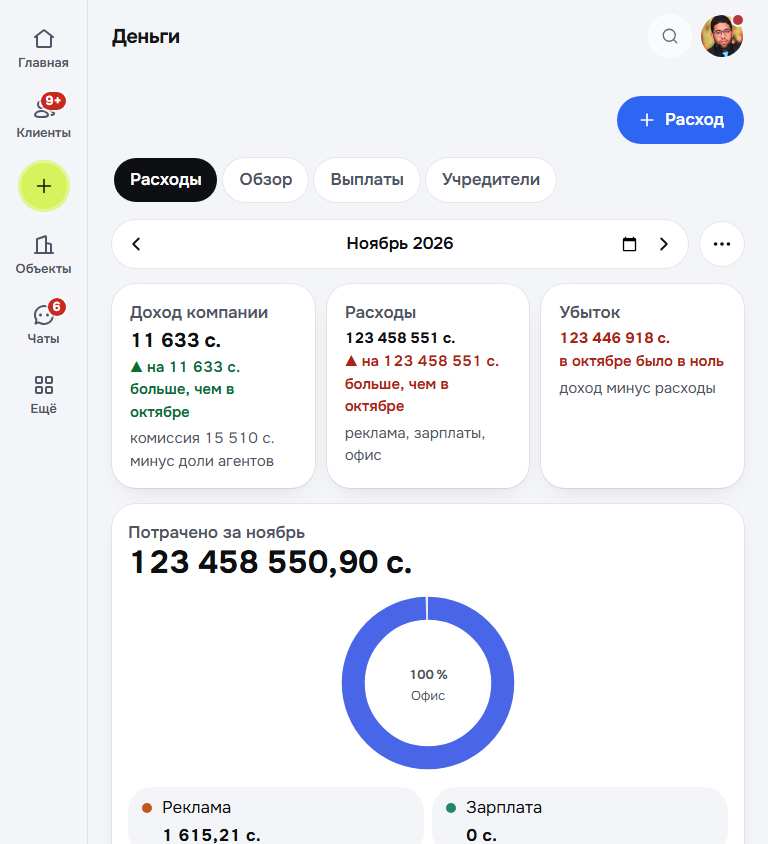 Деньги
Главная
9+
Клиенты
Объекты
6
Чаты
Ещё
+ Расход
Расходы
Обзор
Выплаты
Учредители
Ноябрь 2026
Доход компании
11 633 с.
▲ на 11 633 с.
больше, чем в
октябре
комиссия 15 510 с.
минус доли агентов
Расходы
123 458 551 с.
▲ на 123 458 551 с.
больше, чем в
октябре
реклама, зарплаты,
офис
Убыток
123 446 918 с.
в октябре было в ноль
доход минус расходы
Потрачено за ноябрь
123 458 550,90 с.
100 %
Офис
Реклама
1 615,21 с.
Зарплата
0 с.